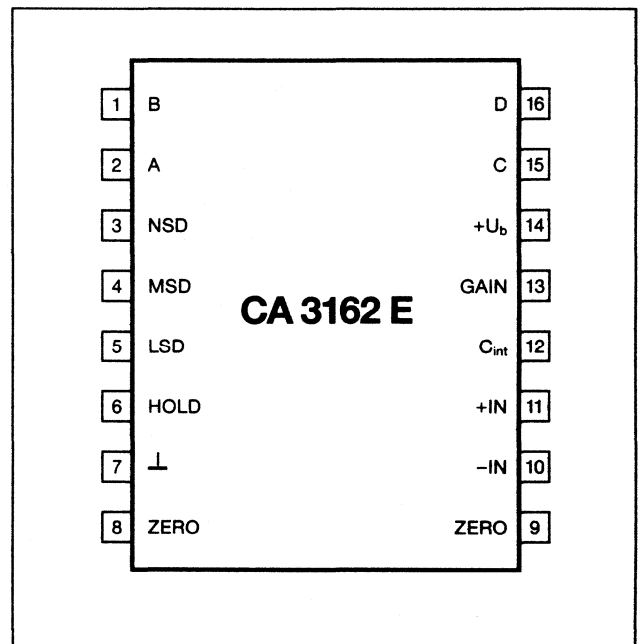 1 B D 16
2 A C 15
3 NSD +Ub 14
4 MSD GAIN 13
CA 3162 E
5 LSD Cint 12
6 HOLD +IN 11
7 ⊥ −IN 10
8 ZERO ZERO 9